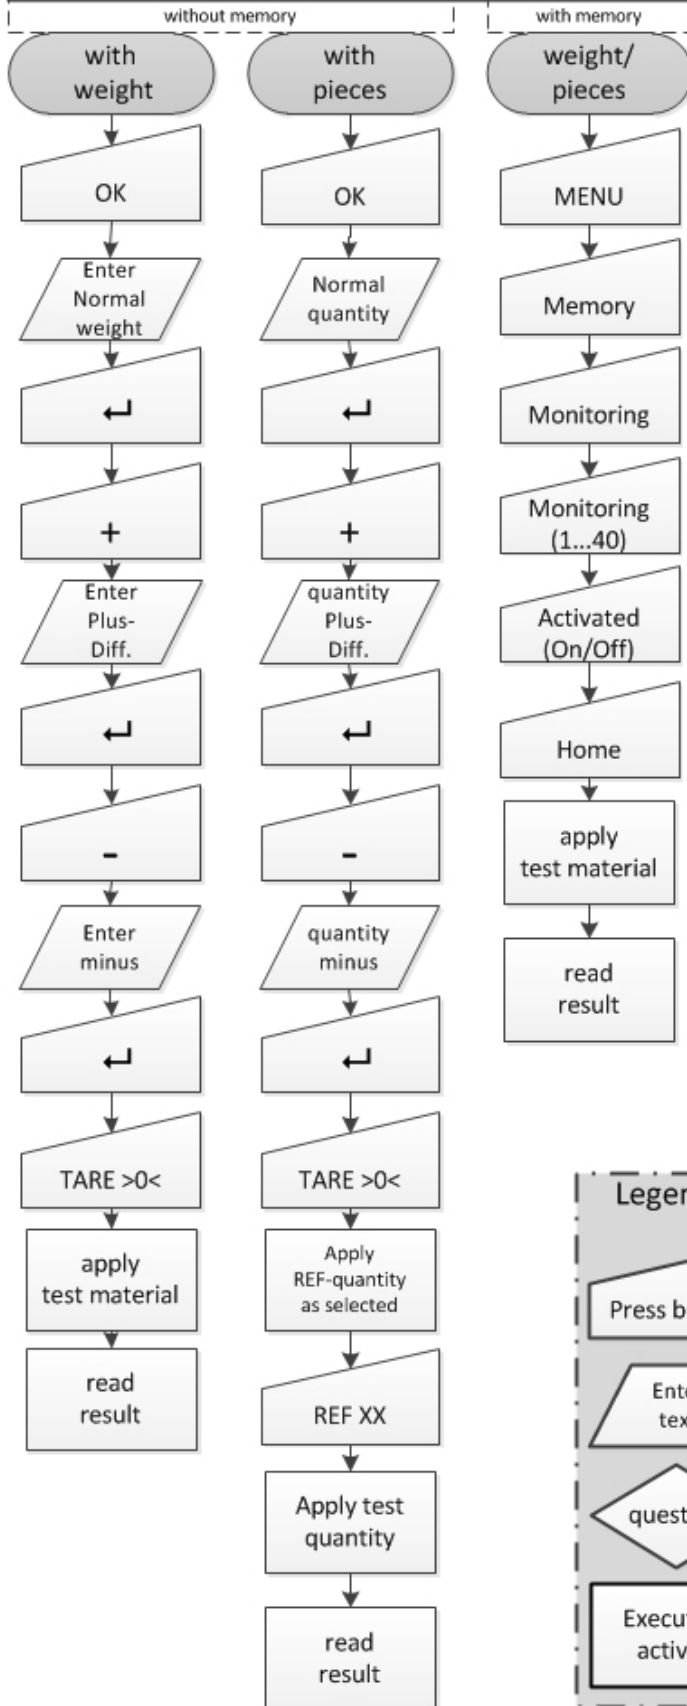 without memory
with
weight
OK
Enter
Normal
weight
↵
+
Enter
Plus-
Diff.
↵
-
Enter
minus
↵
TARE >0<
apply
test material
read
result
with
pieces
OK
Normal
quantity
↵
+
quantity
Plus-
Diff.
↵
-
quantity
minus
↵
TARE >0<
Apply
REF-quantity
as selected
REF XX
Apply test
quantity
read
result
with memory
weight/
pieces
MENU
Memory
Monitoring
Monitoring
(1...40)
Activated
(On/Off)
Home
apply
test material
read
result
Press